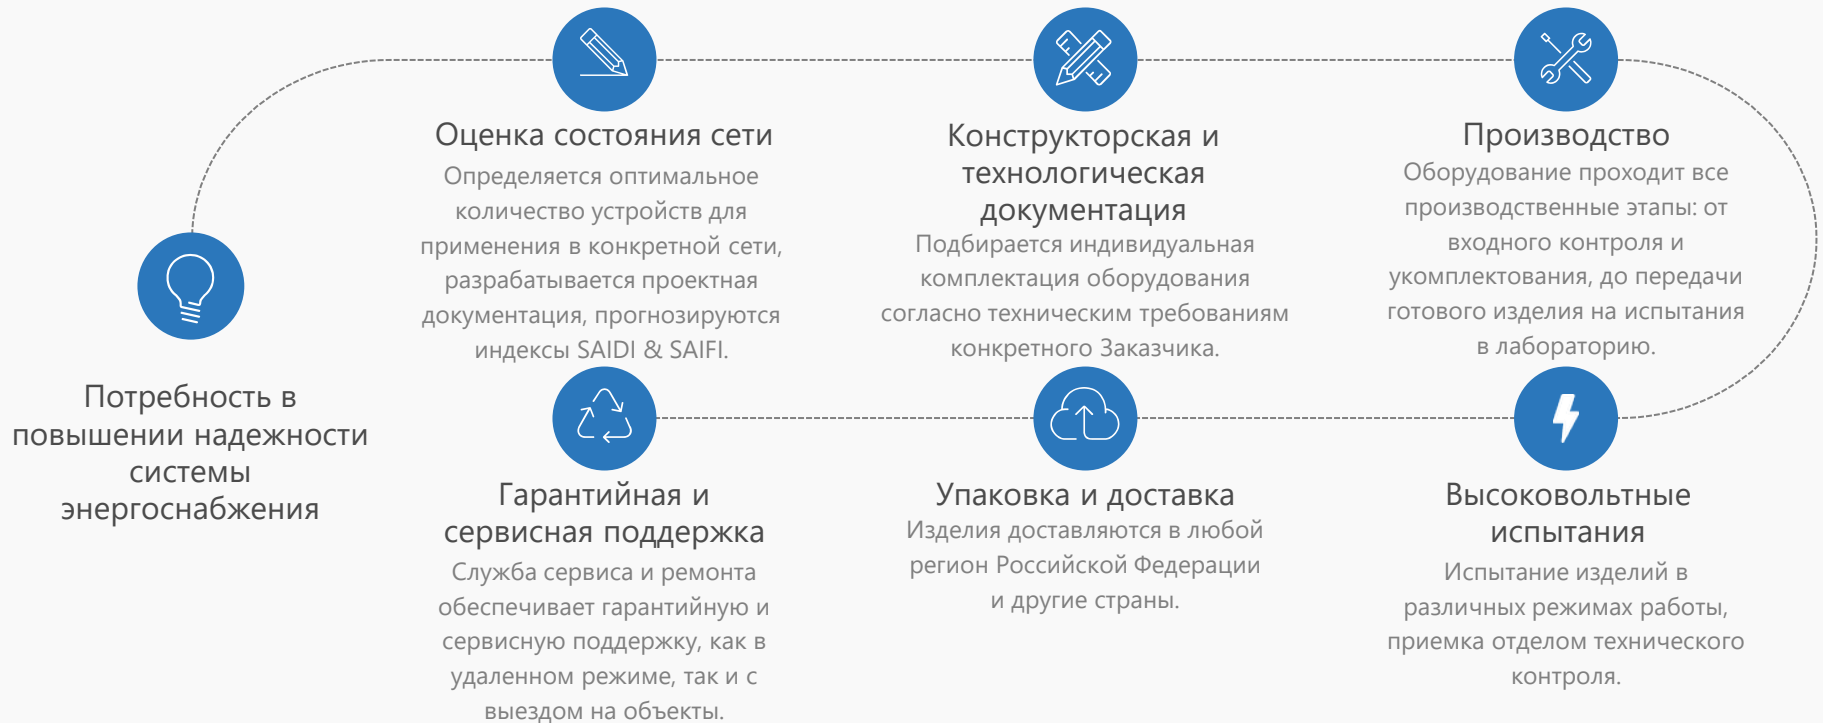 Потребность в
повышении надежности
системы
энергоснабжения
Оценка состояния сети
Определяется оптимальное
количество устройств для
применения в конкретной сети,
разрабатывается проектная
документация, прогнозируются
индексы SAIDI & SAIFI.
Конструкторская и
технологическая
документация
Подбирается индивидуальная
комплектация оборудования
согласно техническим требованиям
конкретного Заказчика.
Производство
Оборудование проходит все
производственные этапы: от
входного контроля и
укомплектования, до передачи
готового изделия на испытания
в лабораторию.
Высоковольтные
испытания
Испытание изделий в
различных режимах работы,
приемка отделом технического
контроля.
Упаковка и доставка
Изделия доставляются в любой
регион Российской Федерации
и другие страны.
Гарантийная и
сервисная поддержка
Служба сервиса и ремонта
обеспечивает гарантийную и
сервисную поддержку, как в
удаленном режиме, так и с
выездом на объекты.